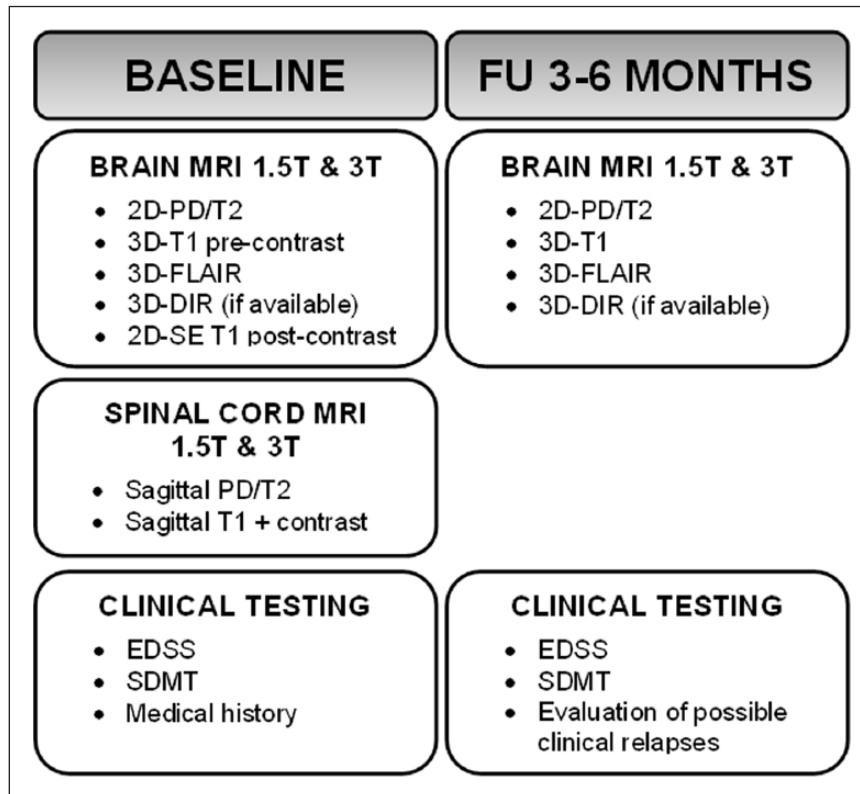 BASELINE
FU 3-6 MONTHS
BRAIN MRI 1.5T & 3T
• 2D-PD/T2
• 3D-T1 pre-contrast
• 3D-FLAIR
• 3D-DIR (if available)
• 2D-SE T1 post-contrast
BRAIN MRI 1.5T & 3T
• 2D-PD/T2
• 3D-T1
• 3D-FLAIR
• 3D-DIR (if available)
SPINAL CORD MRI
1.5T & 3T
• Sagittal PD/T2
• Sagittal T1 + contrast
CLINICAL TESTING
• EDSS
• SDMT
• Medical history
CLINICAL TESTING
• EDSS
• SDMT
• Evaluation of possible
clinical relapses